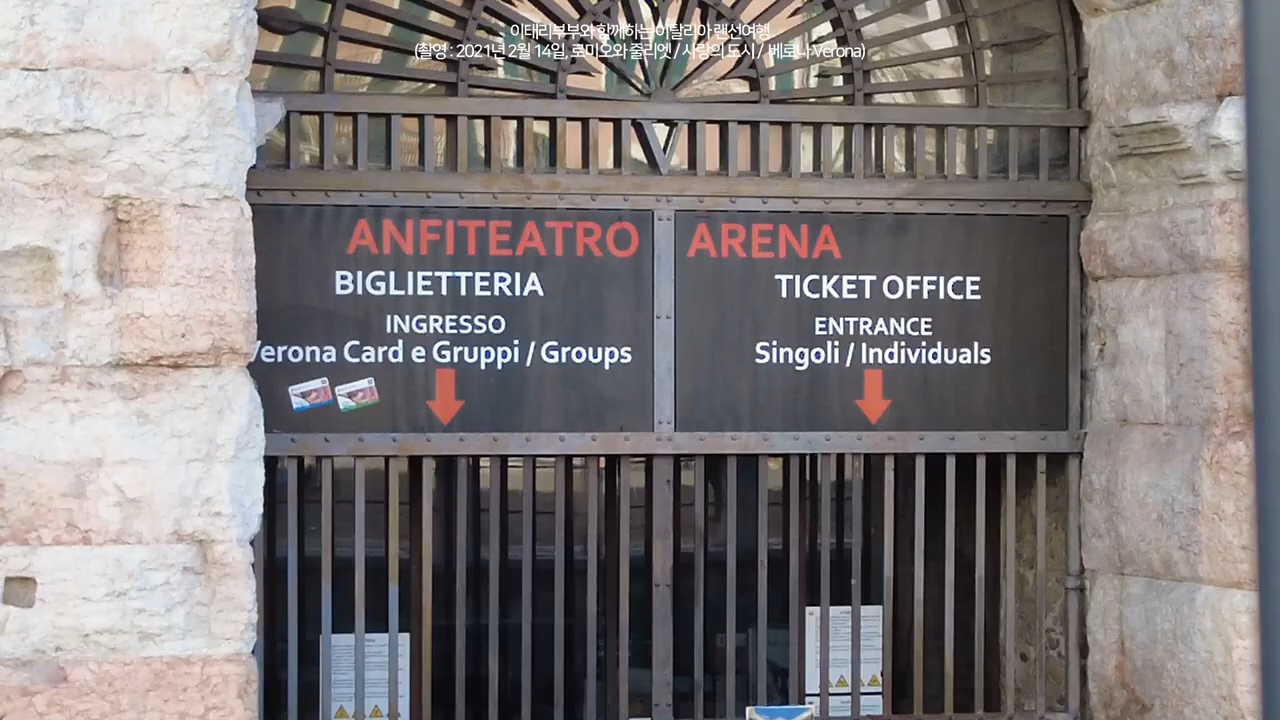 이태리부부와 함께하는 이탈리아 랜선여행
(촬영 : 2021년 2월 14일, 로미오와 줄리엣 / 사랑의 도시 / 베로나 Verona)
ANFITEATRO ARENA
BIGLIETTERIA
INGRESSO
Verona Card e Gruppi / Groups
TICKET OFFICE
ENTRANCE
Singoli / Individuals